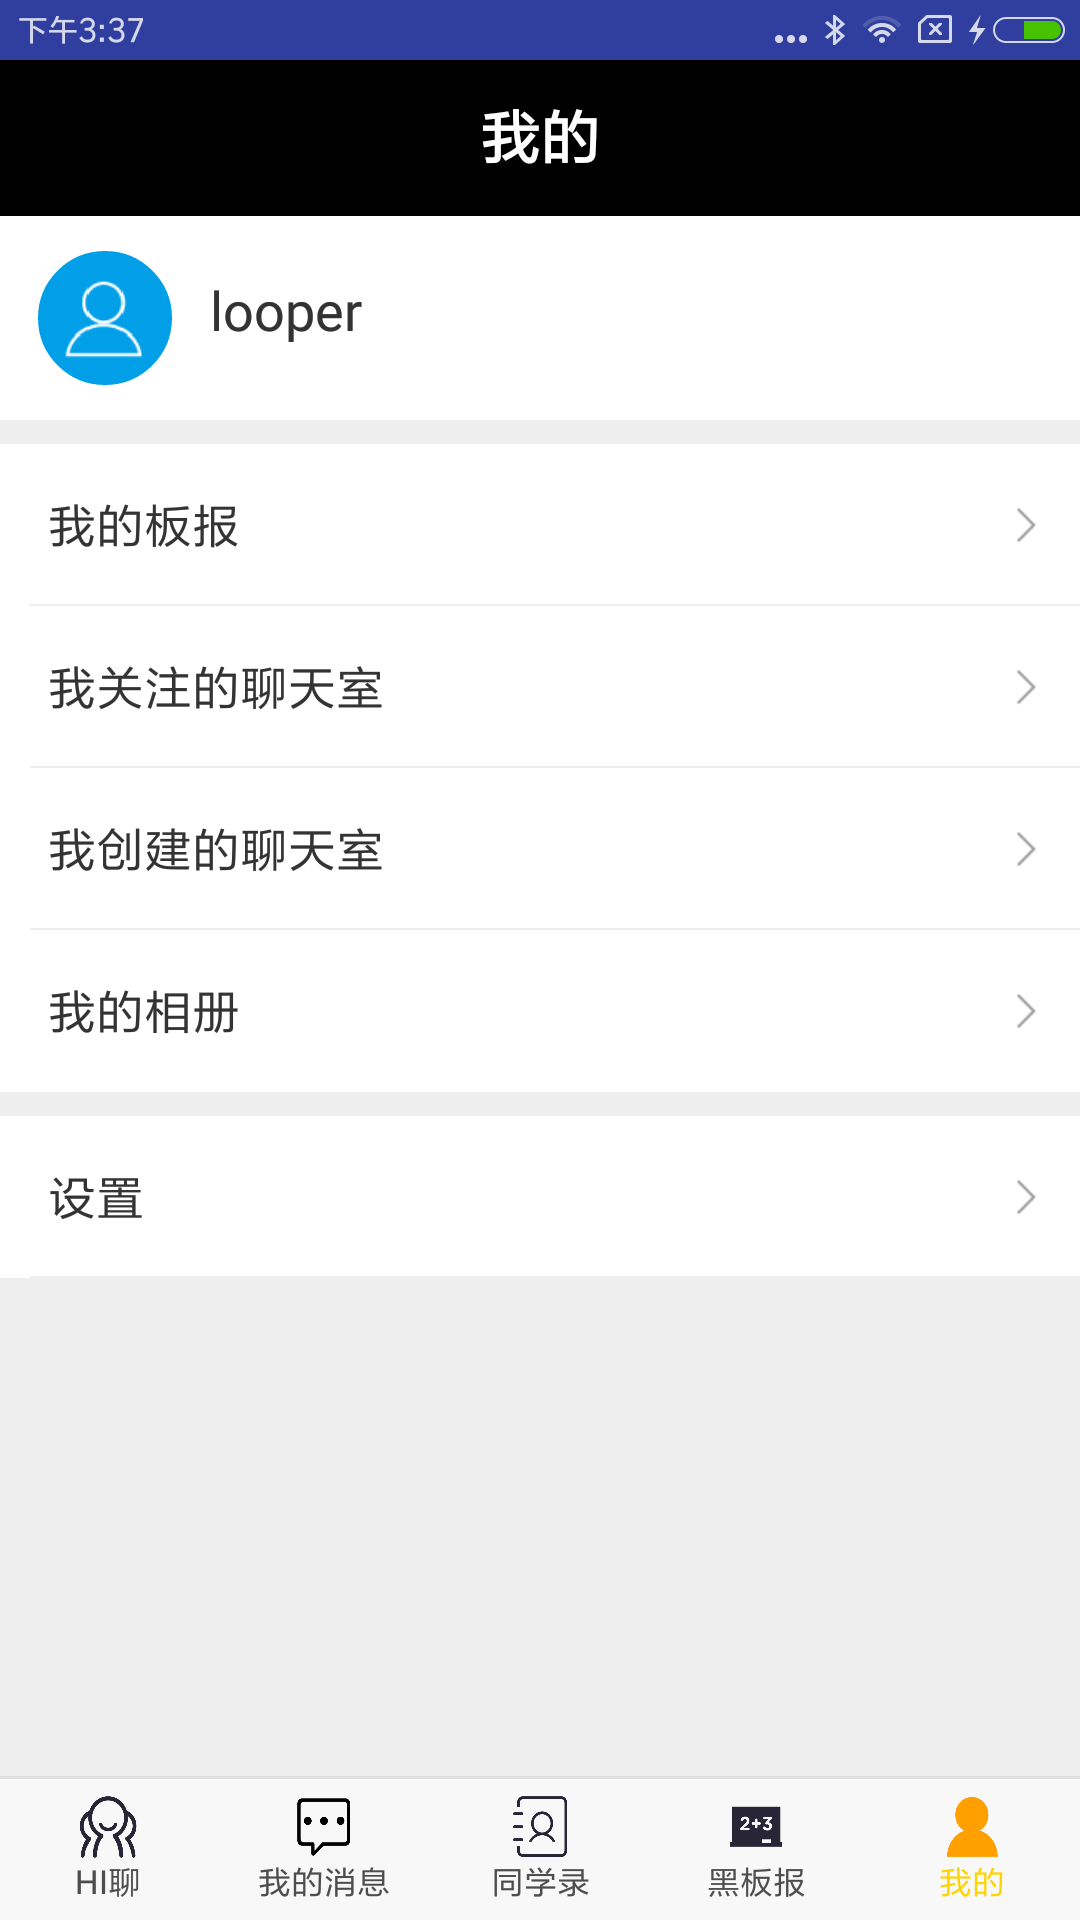 下午3:37
我的
looper
我的板报
我关注的聊天室
我创建的聊天室
我的相册
设置
2+3
HI聊 我的消息 同学录 黑板报 我的